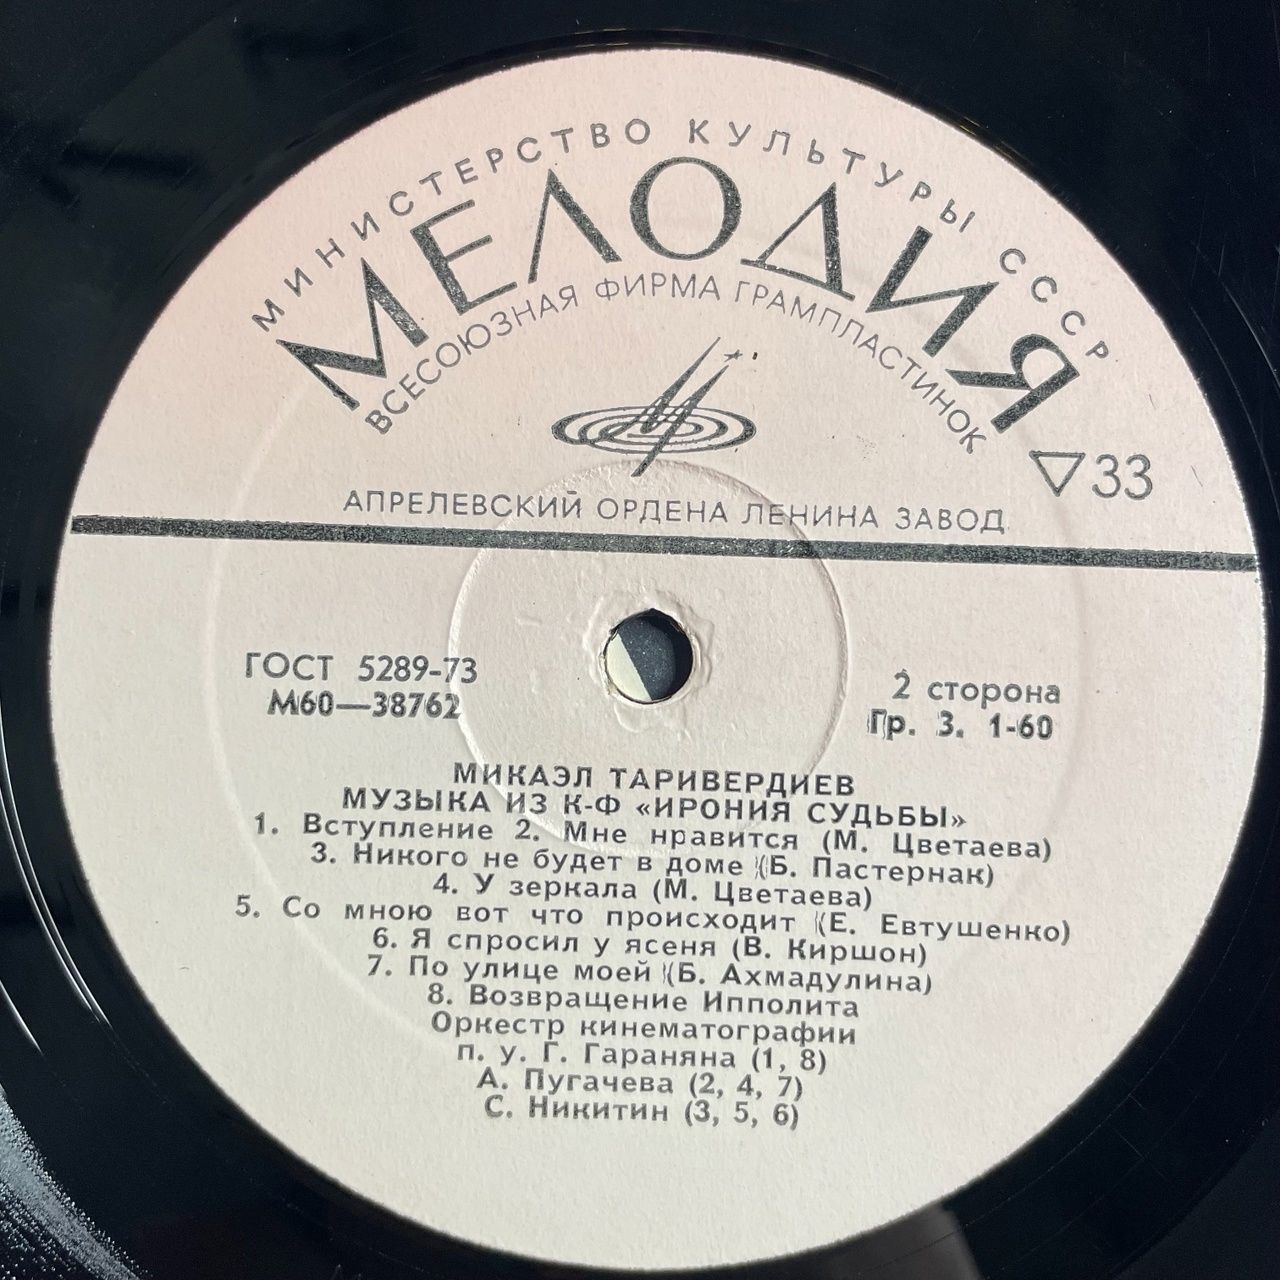 МИНИСТЕРСТВО КУЛЬТУРЫ СССР
МЕЛОДИЯ
ВСЕСОЮЗНАЯ ФИРМА ГРАМПЛАСТИНОК
33
АПРЕЛЕВСКИЙ ОРДЕНА ЛЕНИНА ЗАВОД
ГОСТ 5289-73
М60—38762
2 сторона
Гр. 3. 1-60
МИКАЭЛ ТАРИВЕРДИЕВ
МУЗЫКА ИЗ К-Ф «ИРОНИЯ СУДЬБЫ»
1. Вступление 2. Мне нравится (М. Цветаева)
3. Никого не будет в доме (Б. Пастернак)
4. У зеркала (М. Цветаева)
5. Со мною вот что происходит (Е. Евтушенко)
6. Я спросил у ясеня (В. Киршон)
7. По улице моей (Б. Ахмадулина)
8. Возвращение Ипполита
Оркестр кинематографии
п. у. Г. Гараняна (1, 8)
А. Пугачева (2, 4, 7)
С. Никитин (3, 5, 6)